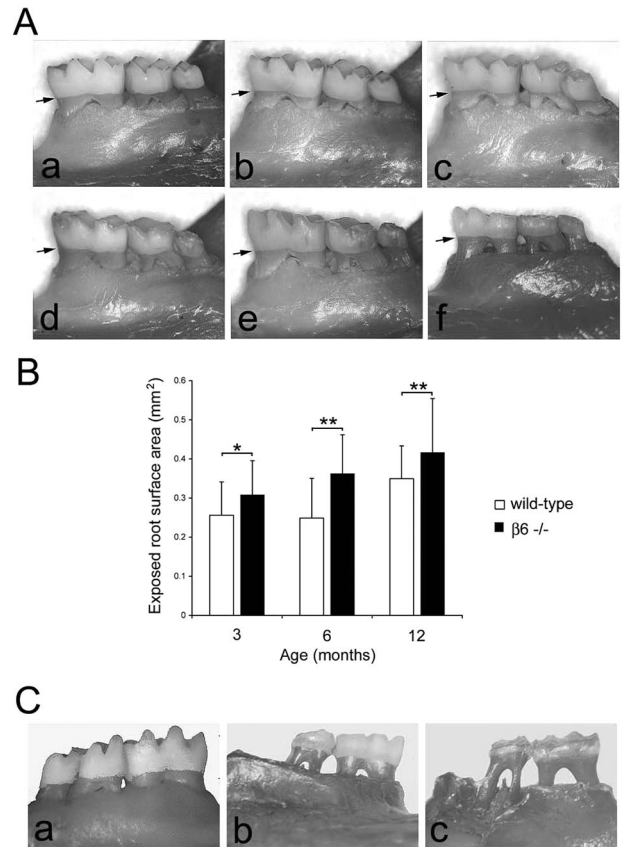 A
a
b
c
d
e
f
B
Exposed root surface area (mm²)
0.6
0.5
0.4
0.3
0.2
0.1
0
*
**
**
3
6
12
Age (months)
wild-type
β6 -/-
C
a
b
c